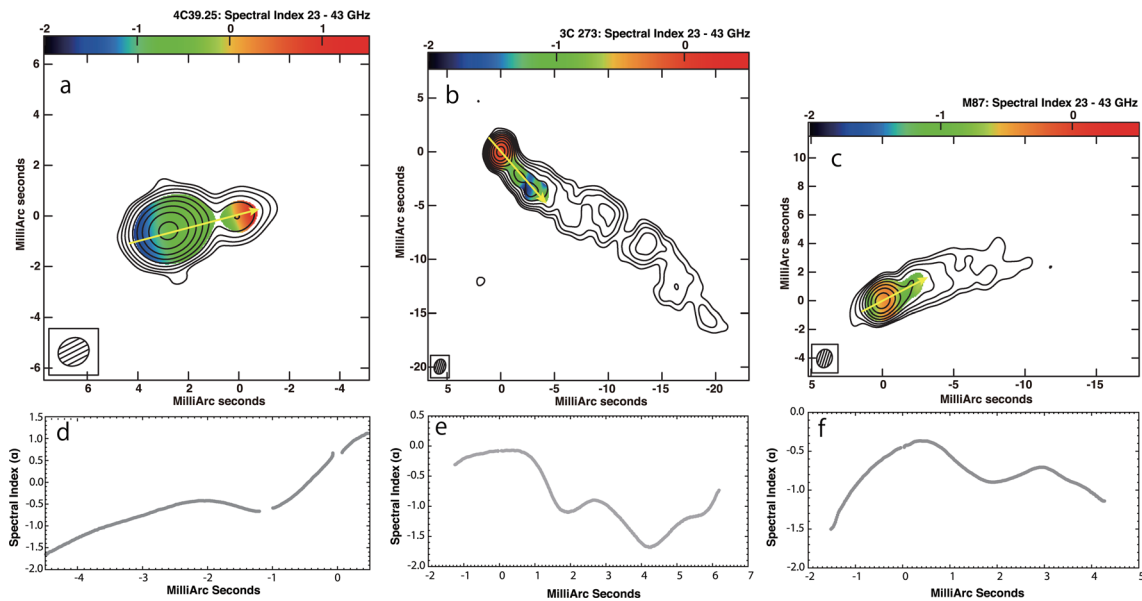 4C39.25: Spectral Index 23 - 43 GHz
-2 -1 0 1
a
MilliArc seconds
6
4
2
0
-2
-4
-6
6 4 2 0 -2 -4
MilliArc seconds
3C 273: Spectral Index 23 - 43 GHz
-2 -1 0
b
MilliArc seconds
5
0
-5
-10
-15
-20
5 0 -5 -10 -15 -20
MilliArc seconds
M87: Spectral Index 23 - 43 GHz
-2 -1 0
c
MilliArc seconds
10
8
6
4
2
0
-2
-4
5 0 -5 -10 -15
MilliArc seconds
d
Spectral Index (α)
1.5
1.0
0.5
0.0
-0.5
-1.0
-1.5
-2.0
-4 -3 -2 -1 0
MilliArc Seconds
e
Spectral Index (α)
0.5
0.0
-0.5
-1.0
-1.5
-2.0
-2 -1 0 1 2 3 4 5 6 7
MilliArc Seconds
f
Spectral Index (α)
0.0
-0.5
-1.0
-1.5
-2.0
-2 -1 0 1 2 3 4 5
MilliArc Seconds